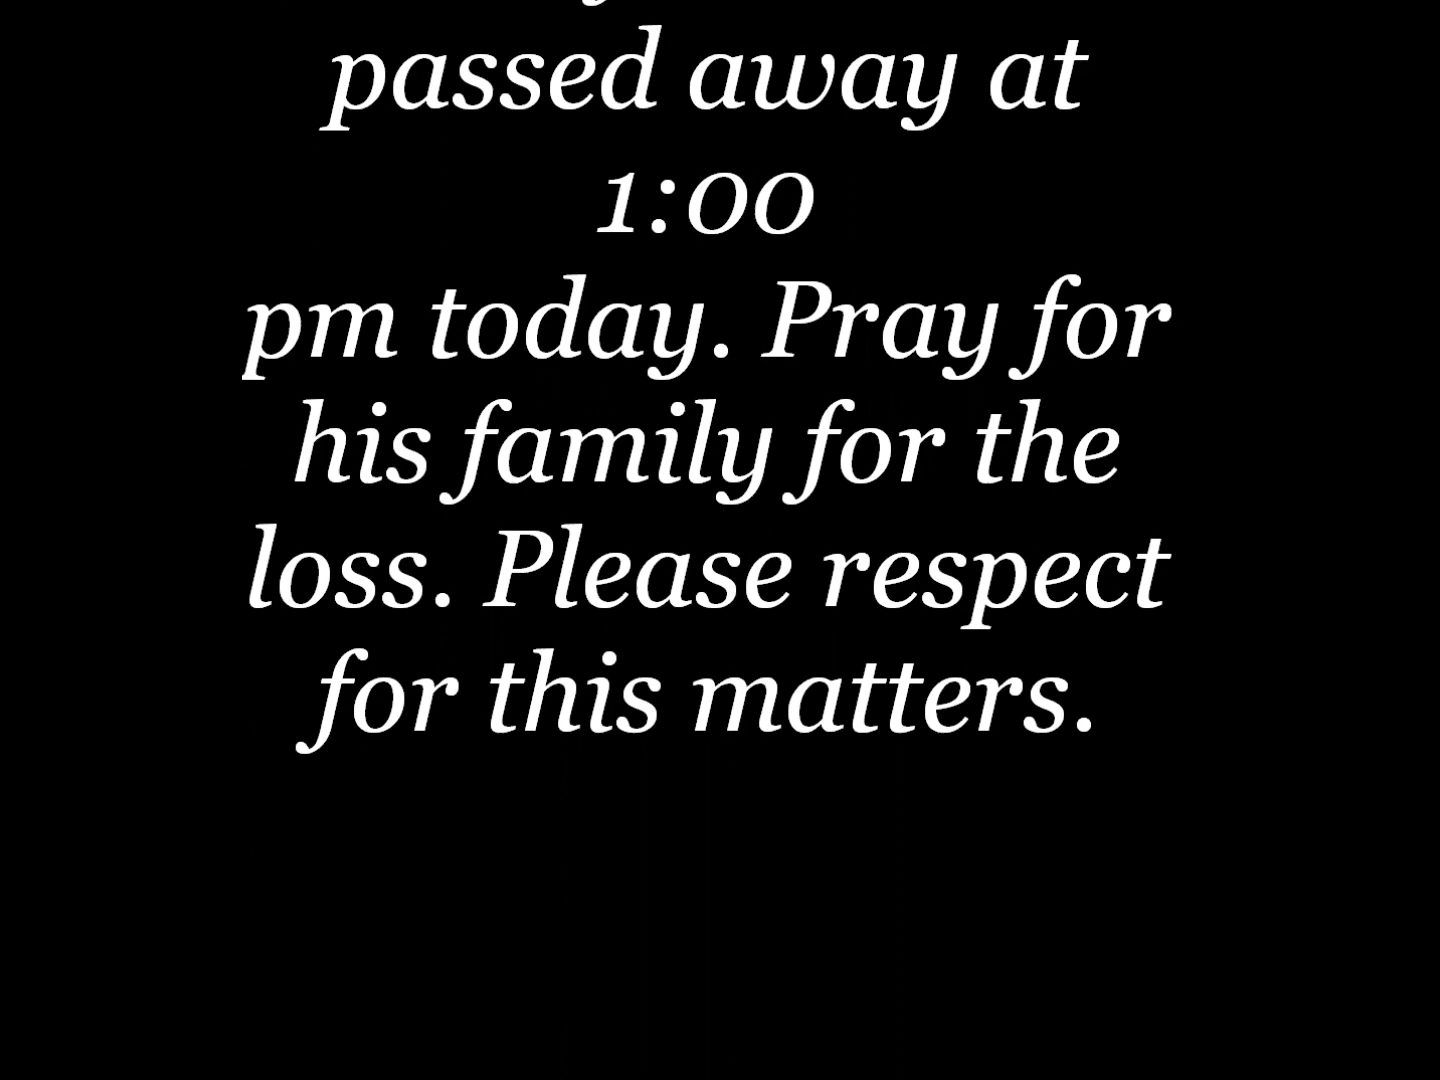 passed away at
1:00
pm today. Pray for
his family for the
loss. Please respect
for this matters.